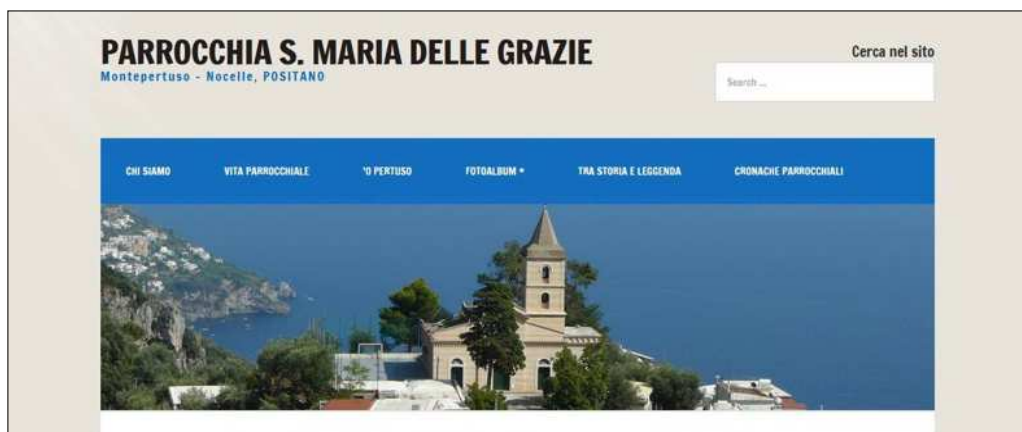 PARROCCHIA S. MARIA DELLE GRAZIE
Montepertuso - Nocelle, POSITANO
Cerca nel sito
Search ...
CHI SIAMO VITA PARROCCHIALE 'O PERTUSO FOTOALBUM TRA STORIA E LEGGENDA CRONACHE PARROCCHIALI